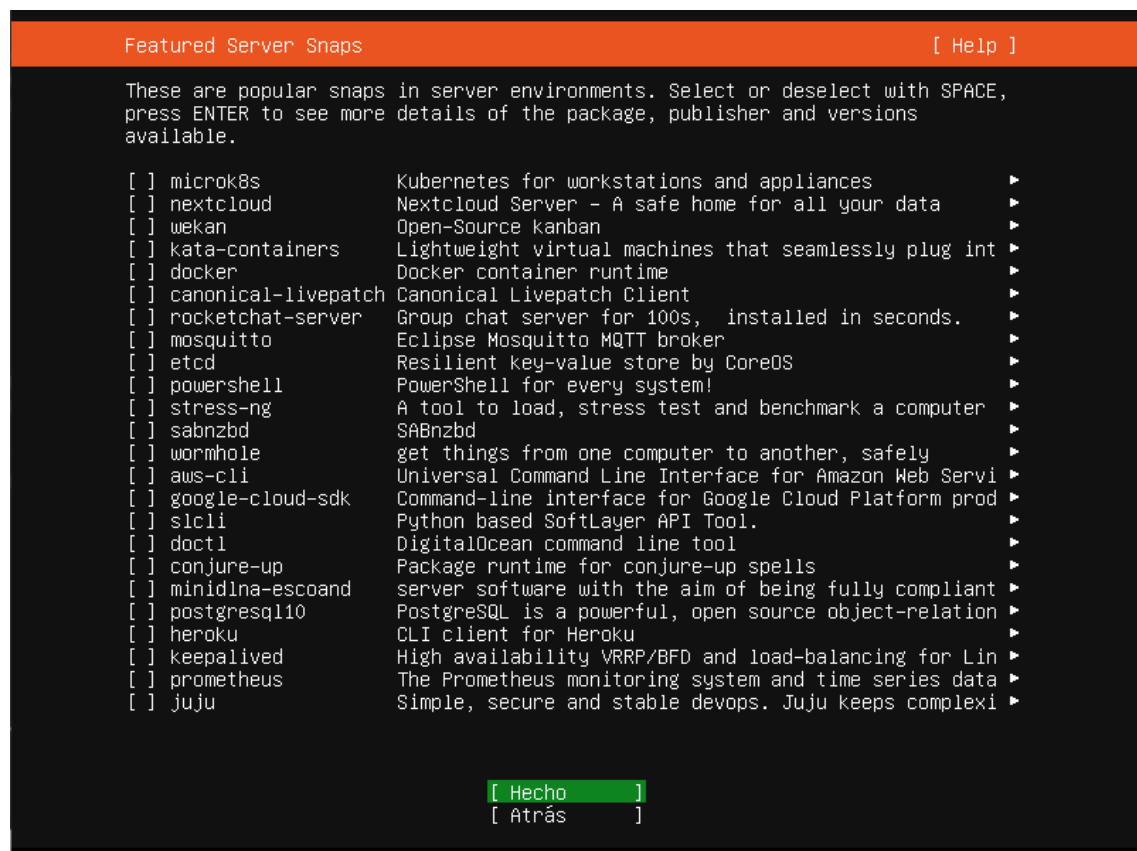 Featured Server Snaps [ Help ]
These are popular snaps in server environments. Select or deselect with SPACE,
press ENTER to see more details of the package, publisher and versions
available.
[ ] microk8s Kubernetes for workstations and appliances ►
[ ] nextcloud Nextcloud Server – A safe home for all your data ►
[ ] wekan Open-Source kanban ►
[ ] kata-containers Lightweight virtual machines that seamlessly plug int ►
[ ] docker Docker container runtime ►
[ ] canonical-livepatch Canonical Livepatch Client ►
[ ] rocketchat-server Group chat server for 100s,  installed in seconds. ►
[ ] mosquitto Eclipse Mosquitto MQTT broker ►
[ ] etcd Resilient key-value store by CoreOS ►
[ ] powershell PowerShell for every system! ►
[ ] stress-ng A tool to load, stress test and benchmark a computer ►
[ ] sabnzbd SABnzbd ►
[ ] wormhole get things from one computer to another, safely ►
[ ] aws-cli Universal Command Line Interface for Amazon Web Servi ►
[ ] google-cloud-sdk Command-line interface for Google Cloud Platform prod ►
[ ] slcli Python based SoftLayer API Tool. ►
[ ] doctl DigitalOcean command line tool ►
[ ] conjure-up Package runtime for conjure-up spells ►
[ ] minidlna-escoand server software with the aim of being fully compliant ►
[ ] postgresql10 PostgreSQL is a powerful, open source object-relation ►
[ ] heroku CLI client for Heroku ►
[ ] keepalived High availability VRRP/BFD and load-balancing for Lin ►
[ ] prometheus The Prometheus monitoring system and time series data ►
[ ] juju Simple, secure and stable devops. Juju keeps complexi ►
[ Hecho ]
[ Atrás ]